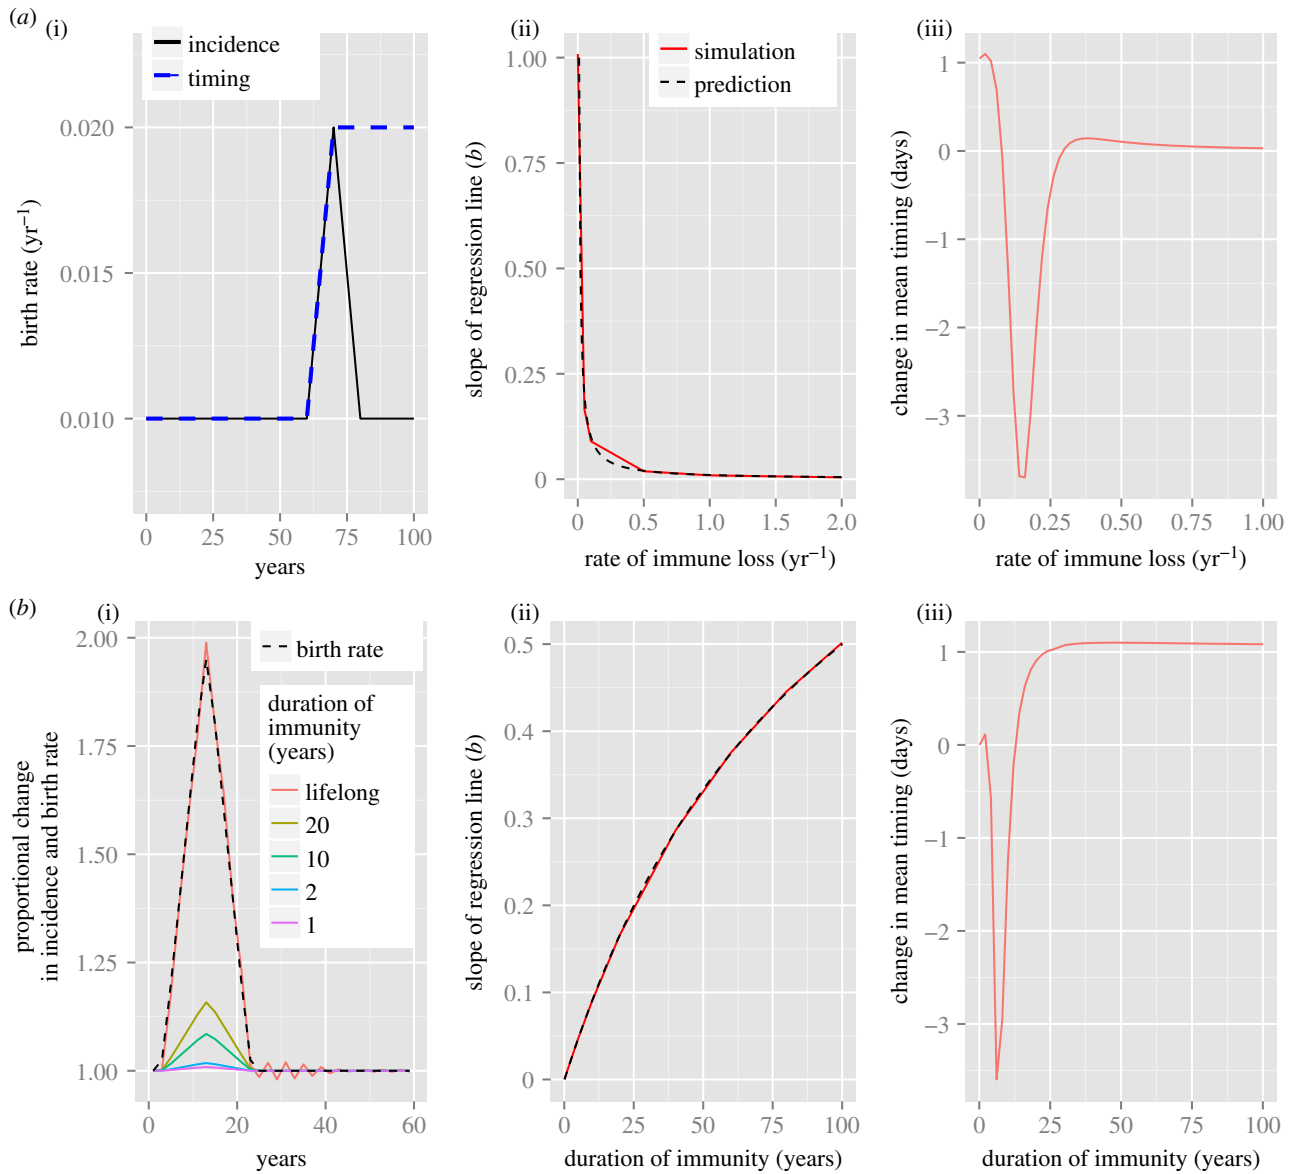 (a)
(i)
incidence
timing
0.020
0.015
0.010
birth rate (yr⁻¹)
0
25
50
75
100
years
(ii)
simulation
prediction
1.00
0.75
0.50
0.25
0
slope of regression line (b)
0
0.5
1.0
1.5
2.0
rate of immune loss (yr⁻¹)
(iii)
1
0
−1
−2
−3
change in mean timing (days)
0
0.25
0.50
0.75
1.00
rate of immune loss (yr⁻¹)
(b)
(i)
birth rate
duration of
immunity
(years)
lifelong
20
10
2
1
2.00
1.75
1.50
1.25
1.00
proportional change
in incidence and birth rate
0
20
40
60
years
(ii)
0.5
0.4
0.3
0.2
0.1
0
slope of regression line (b)
0
25
50
75
100
duration of immunity (years)
(iii)
1
0
−1
−2
−3
change in mean timing (days)
0
25
50
75
100
duration of immunity (years)